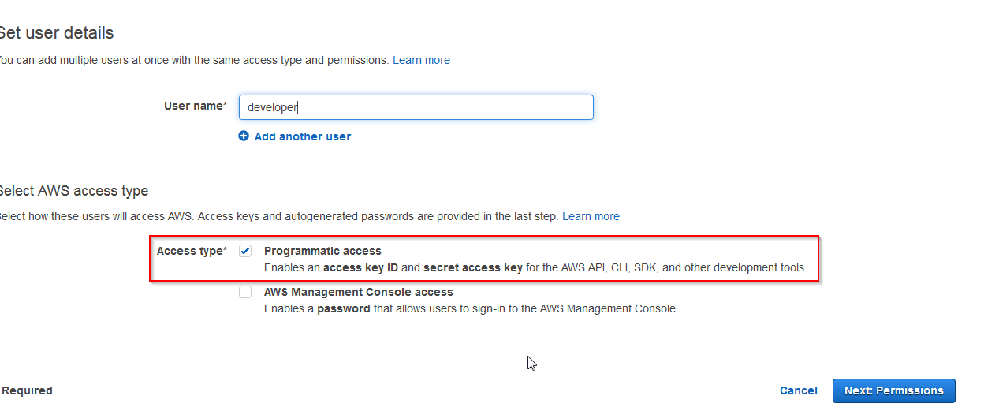 Set user details
You can add multiple users at once with the same access type and permissions. Learn more
User name*
developer
Add another user
Select AWS access type
Select how these users will access AWS. Access keys and autogenerated passwords are provided in the last step. Learn more
Access type*
Programmatic access
Enables an access key ID and secret access key for the AWS API, CLI, SDK, and other development tools.
AWS Management Console access
Enables a password that allows users to sign-in to the AWS Management Console.
Required
Cancel
Next: Permissions